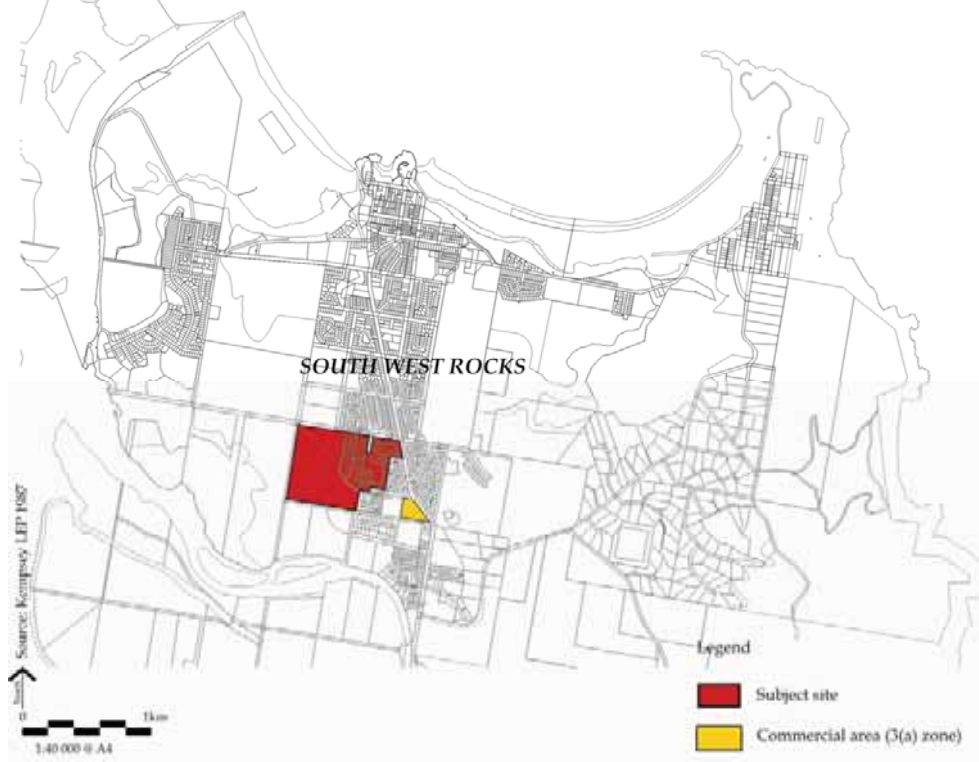 SOUTH WEST ROCKS
Source: Kempsey LEP 1987
North
0 1km
1:40 000 @ A4
Legend
Subject site
Commercial area (3(a) zone)